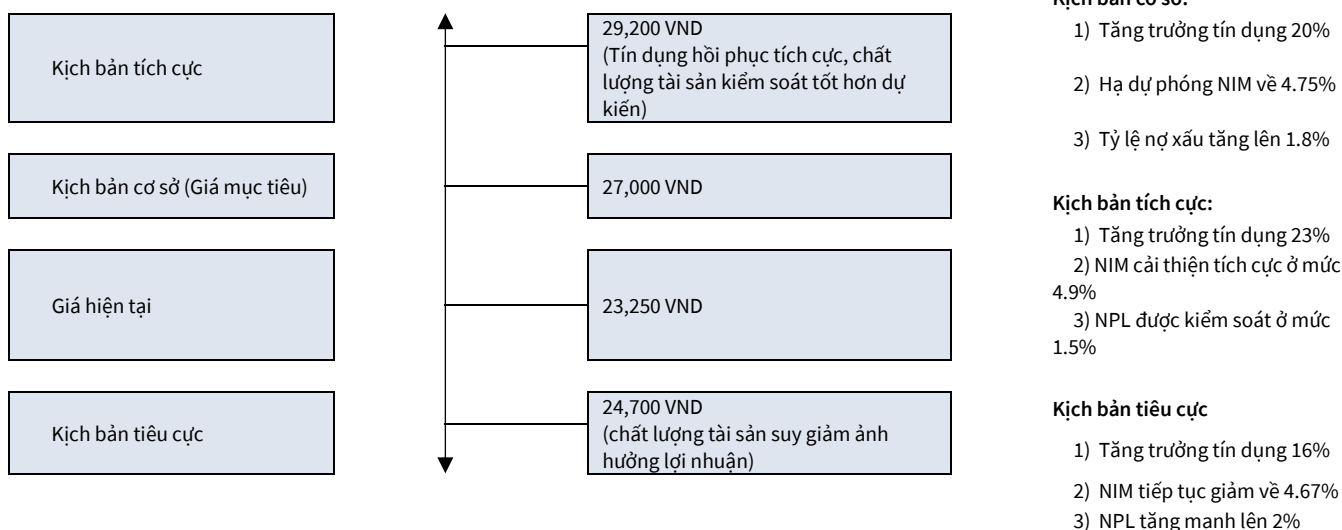 Kịch bản tích cực
29,200 VND
(Tín dụng hồi phục tích cực, chất
lượng tài sản kiểm soát tốt hơn dự
kiến)
Kịch bản cơ sở (Giá mục tiêu)
27,000 VND
Giá hiện tại
23,250 VND
Kịch bản tiêu cực
24,700 VND
(chất lượng tài sản suy giảm ảnh
hưởng lợi nhuận)
Kịch bản cơ sở:
1) Tăng trưởng tín dụng 20%
2) Hạ dự phóng NIM về 4.75%
3) Tỷ lệ nợ xấu tăng lên 1.8%
Kịch bản tích cực:
1) Tăng trưởng tín dụng 23%
2) NIM cải thiện tích cực ở mức
4.9%
3) NPL được kiểm soát ở mức
1.5%
Kịch bản tiêu cực
1) Tăng trưởng tín dụng 16%
2) NIM tiếp tục giảm về 4.67%
3) NPL tăng mạnh lên 2%